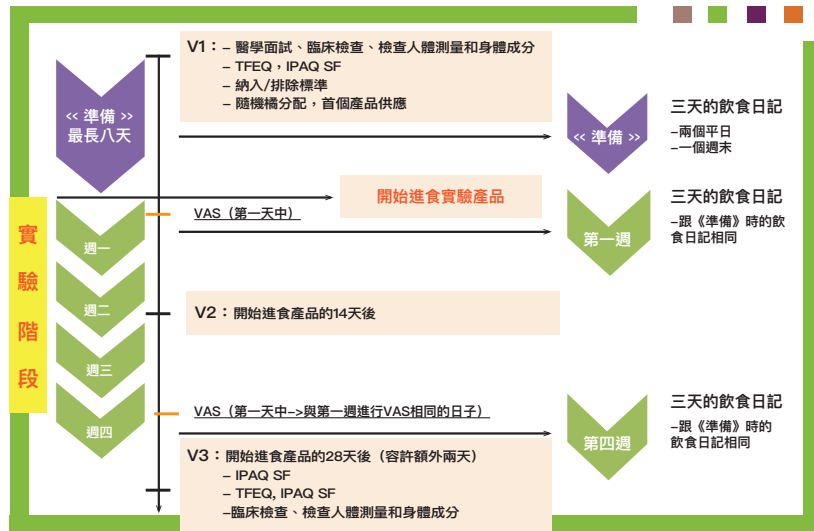 V1：– 醫學面試、臨床檢查、檢查人體測量和身體成分
– TFEQ，IPAQ SF
– 納入/排除標準
– 隨機橘分配，首個產品供應
<< 準備 >>
最長八天
<< 準備 >>
三天的飲食日記
–兩個平日
–一個週末
開始進食實驗產品
VAS（第一天中）
實
驗
階
段
週一
第一週
三天的飲食日記
–跟《準備》時的飲
食日記相同
週二
V2：開始進食產品的14天後
週三
週四
VAS（第一天中–>與第一週進行VAS相同的日子）
第四週
三天的飲食日記
–跟《準備》時的
飲食日記相同
V3：開始進食產品的28天後（容許額外兩天）
– IPAQ SF
– TFEQ, IPAQ SF
–臨床檢查、檢查人體測量和身體成分